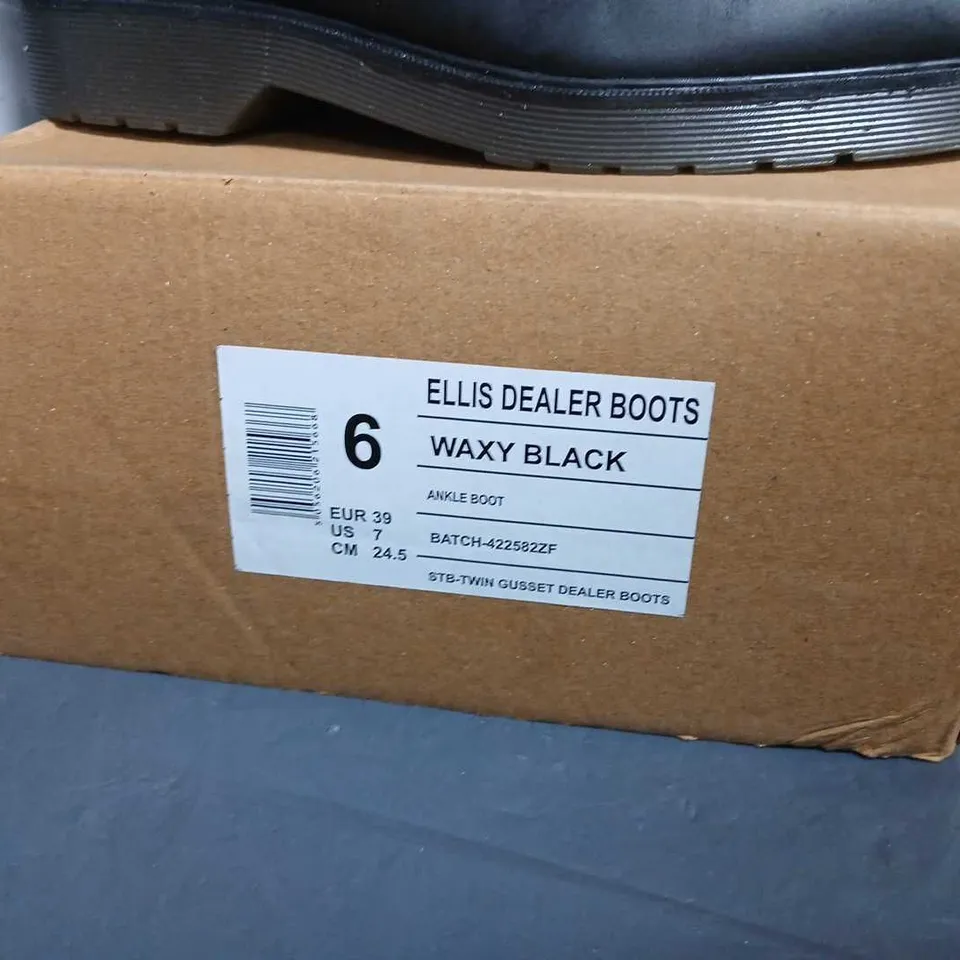 ELLIS DEALER BOOTS
6
WAXY BLACK
ANKLE BOOT
EUR 39
US 7
CM 24.5
BATCH-422582ZF
STB-TWIN GUSSET DEALER BOOTS